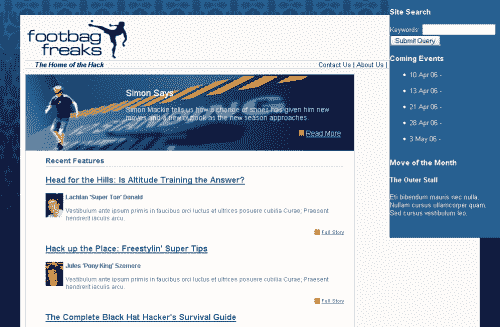 footbag
freaks
The Home of the Hack
Contact Us | About Us |
Simon Says
Simon Mackie tells us how a change of shoes has given him new
moves and a new outlook as the new season approaches.
Read More
Recent Features
Head for the Hills: Is Altitude Training the Answer?
Lachlan 'Super Toe' Donald
Vestibulum ante ipsum primis in faucibus orci luctus et ultrices posuere cubilia Curae; Praesent
hendrerit iaculis arcu.
Full Story
Hack up the Place: Freestylin' Super Tips
Jules 'Pony King' Szemere
Vestibulum ante ipsum primis in faucibus orci luctus et ultrices posuere cubilia Curae; Praesent
hendrerit iaculis arcu.
Full Story
The Complete Black Hat Hacker's Survival Guide
Site Search
Keywords:
Submit Query
Coming Events
10 Apr 06 -
13 Apr 06 -
21 Apr 06 -
28 Apr 06 -
3 May 06 -
Move of the Month
The Outer Stall
Eti bibendum mauris nec nulla.
Nullam cursus ullamcorper quam.
Sed cursus vestibulum leo.